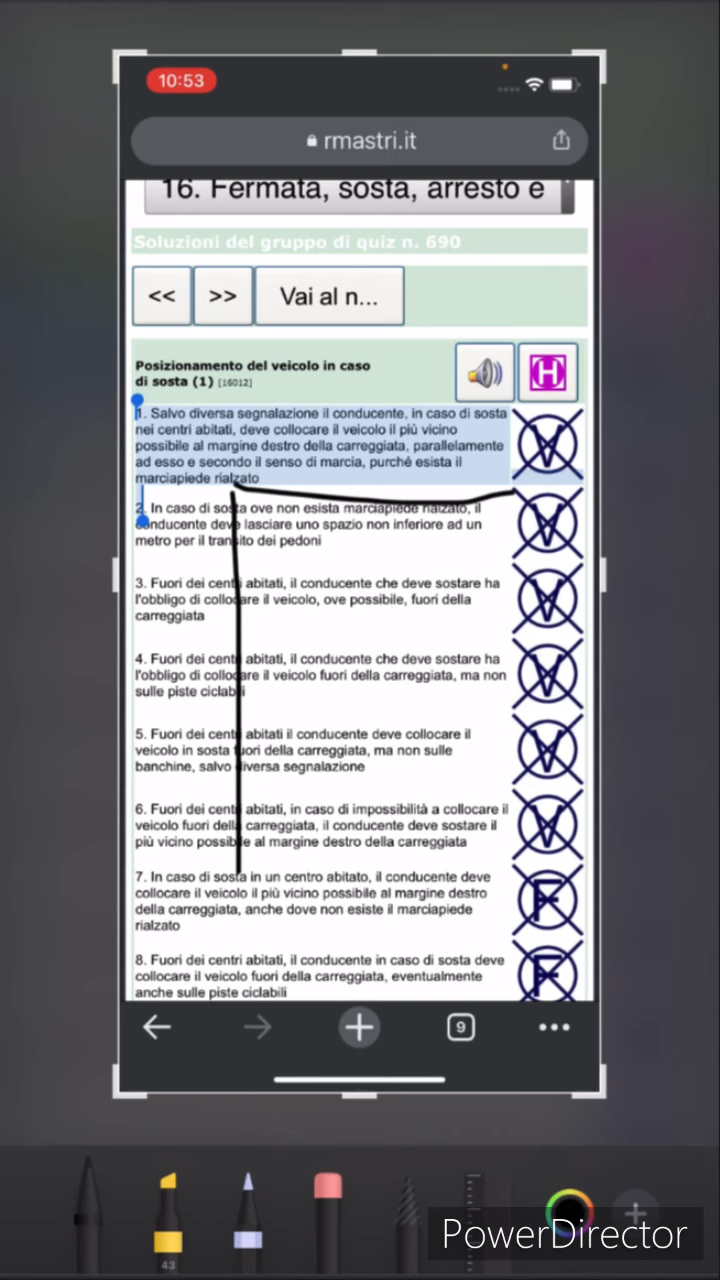 10:53
rmastri.it
16. Fermata, sosta, arresto e
Soluzioni del gruppo di quiz n. 690
<< >> Vai al n...
Posizionamento del veicolo in caso
di sosta (1) [16012]
H
1. Salvo diversa segnalazione il conducente, in caso di sosta
nei centri abitati, deve collocare il veicolo il più vicino
possibile al margine destro della carreggiata, parallelamente
ad esso e secondo il senso di marcia, purché esista il
marciapiede rialzato
V
2. In caso di sosta ove non esista marciapiede rialzato, il
conducente deve lasciare uno spazio non inferiore ad un
metro per il transito dei pedoni
V
3. Fuori dei centri abitati, il conducente che deve sostare ha
l'obbligo di collocare il veicolo, ove possibile, fuori della
carreggiata
V
4. Fuori dei centri abitati, il conducente che deve sostare ha
l'obbligo di collocare il veicolo fuori della carreggiata, ma non
sulle piste ciclabili
V
5. Fuori dei centri abitati il conducente deve collocare il
veicolo in sosta fuori della carreggiata, ma non sulle
banchine, salvo diversa segnalazione
V
6. Fuori dei centri abitati, in caso di impossibilità a collocare il
veicolo fuori della carreggiata, il conducente deve sostare il
più vicino possibile al margine destro della carreggiata
V
7. In caso di sosta in un centro abitato, il conducente deve
collocare il veicolo il più vicino possibile al margine destro
della carreggiata, anche dove non esiste il marciapiede
rialzato
F
8. Fuori dei centri abitati, il conducente in caso di sosta deve
collocare il veicolo fuori della carreggiata, eventualmente
anche sulle piste ciclabili
F
9
43
PowerDirector